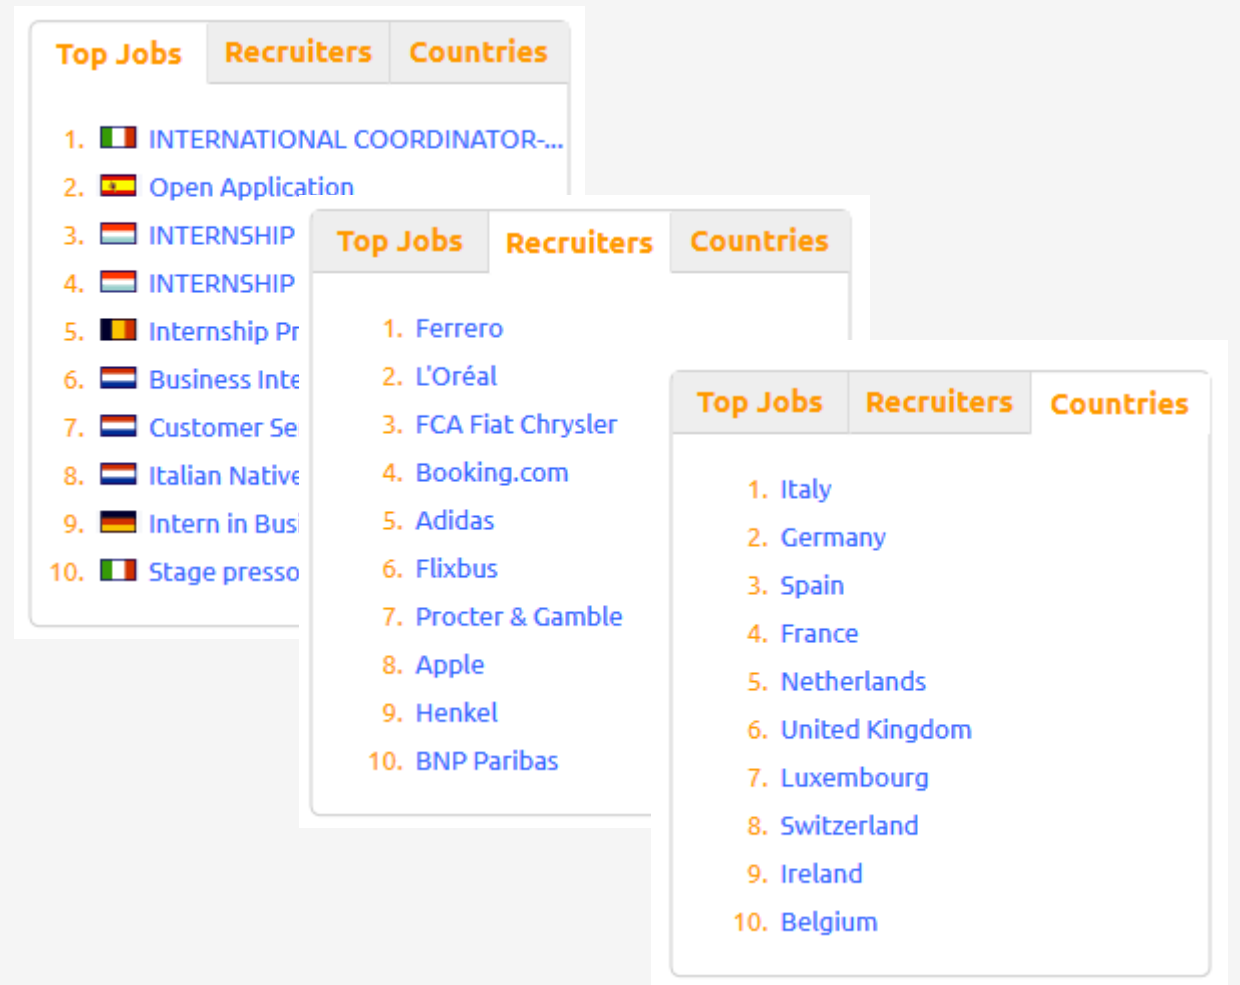 Top Jobs Recruiters Countries
1. INTERNATIONAL COORDINATOR-...
2. Open Application
3. INTERNSHIP
4. INTERNSHIP
5. Internship
6. Business
7. Customer
8. Italian Native
9. Intern in
10. Stage presso
Top Jobs Recruiters Countries
1. Ferrero
2. L'Oréal
3. FCA Fiat Chrysler
4. Booking.com
5. Adidas
6. Flixbus
7. Procter & Gamble
8. Apple
9. Henkel
10. BNP Paribas
Top Jobs Recruiters Countries
1. Italy
2. Germany
3. Spain
4. France
5. Netherlands
6. United Kingdom
7. Luxembourg
8. Switzerland
9. Ireland
10. Belgium